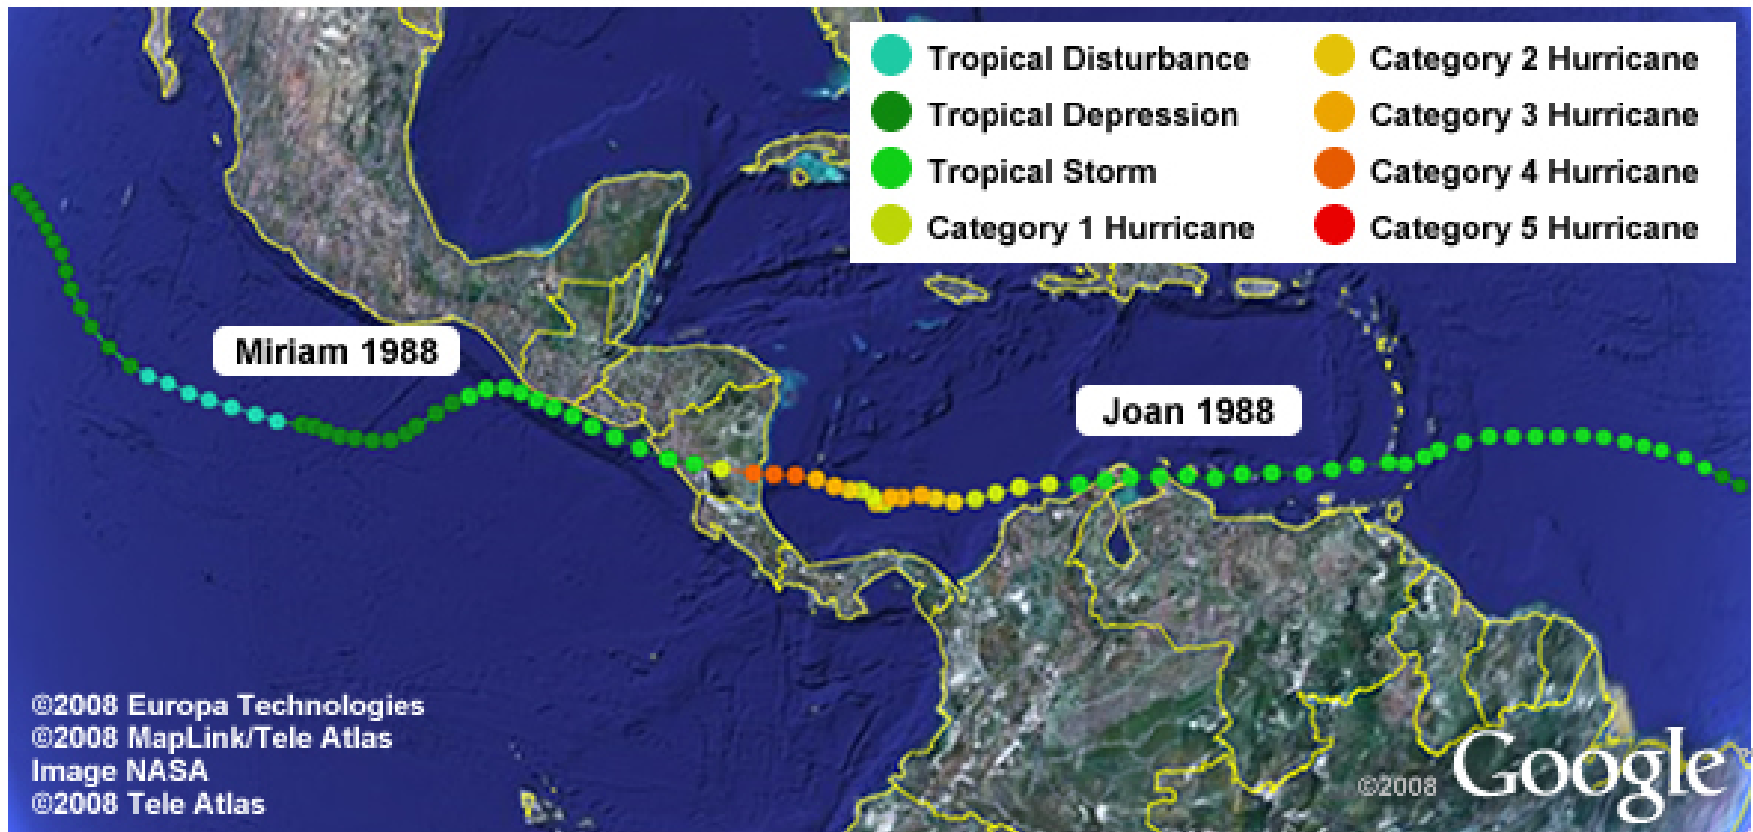 Tropical Disturbance
Tropical Depression
Tropical Storm
Category 1 Hurricane
Category 2 Hurricane
Category 3 Hurricane
Category 4 Hurricane
Category 5 Hurricane
Miriam 1988
Joan 1988
©2008 Europa Technologies
©2008 MapLink/Tele Atlas
Image NASA
©2008 Tele Atlas
©2008 Google